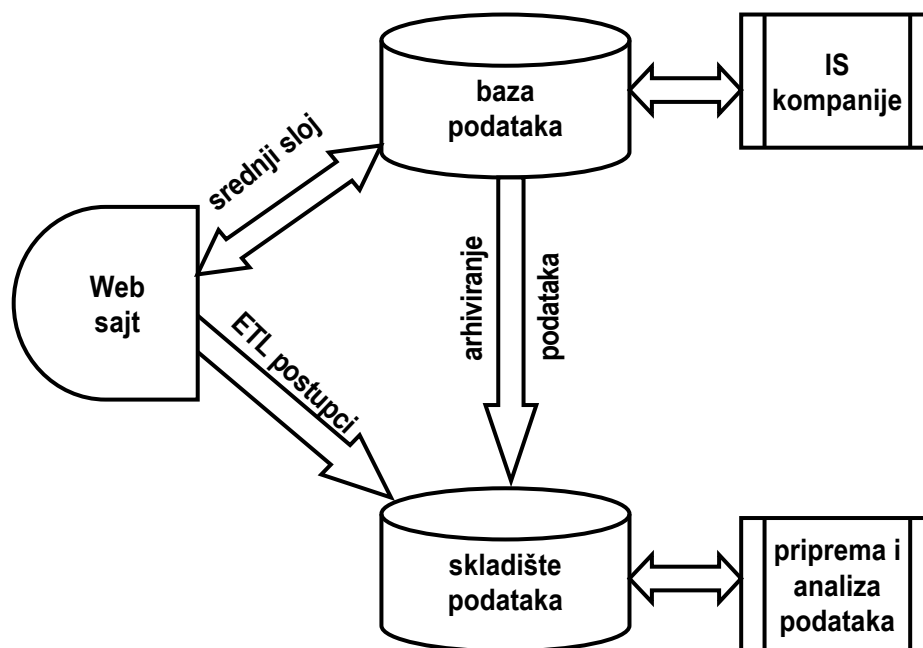 baza
podataka
IS
kompanije
srednji sloj
Web
sajt
arhiviranje
podataka
ETL postupci
skladište
podataka
priprema i
analiza
podataka